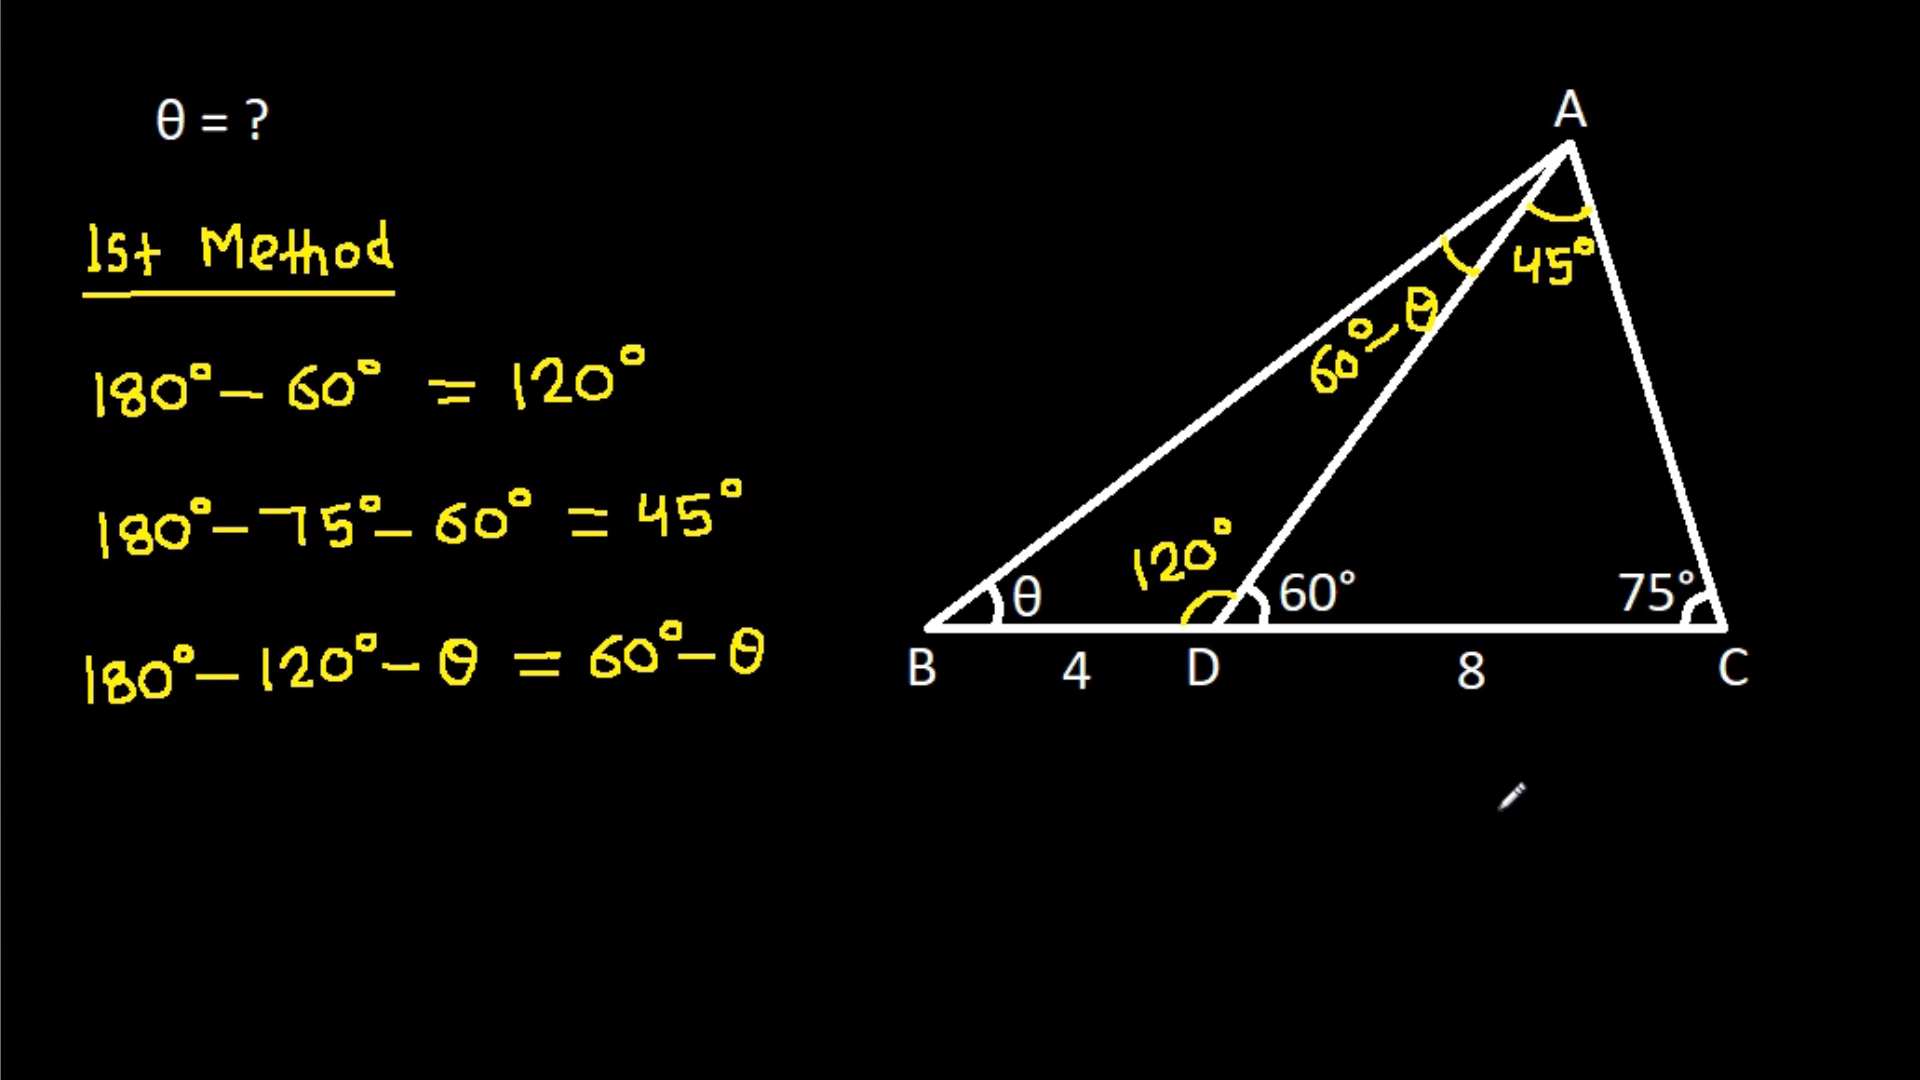 θ = ?
1st Method
180° – 60° = 120°
180° – 75° – 60° = 45°
180° – 120° – θ = 60° – θ
A
45°
60° – θ
120°
θ
60°
75°
B
4
D
8
C